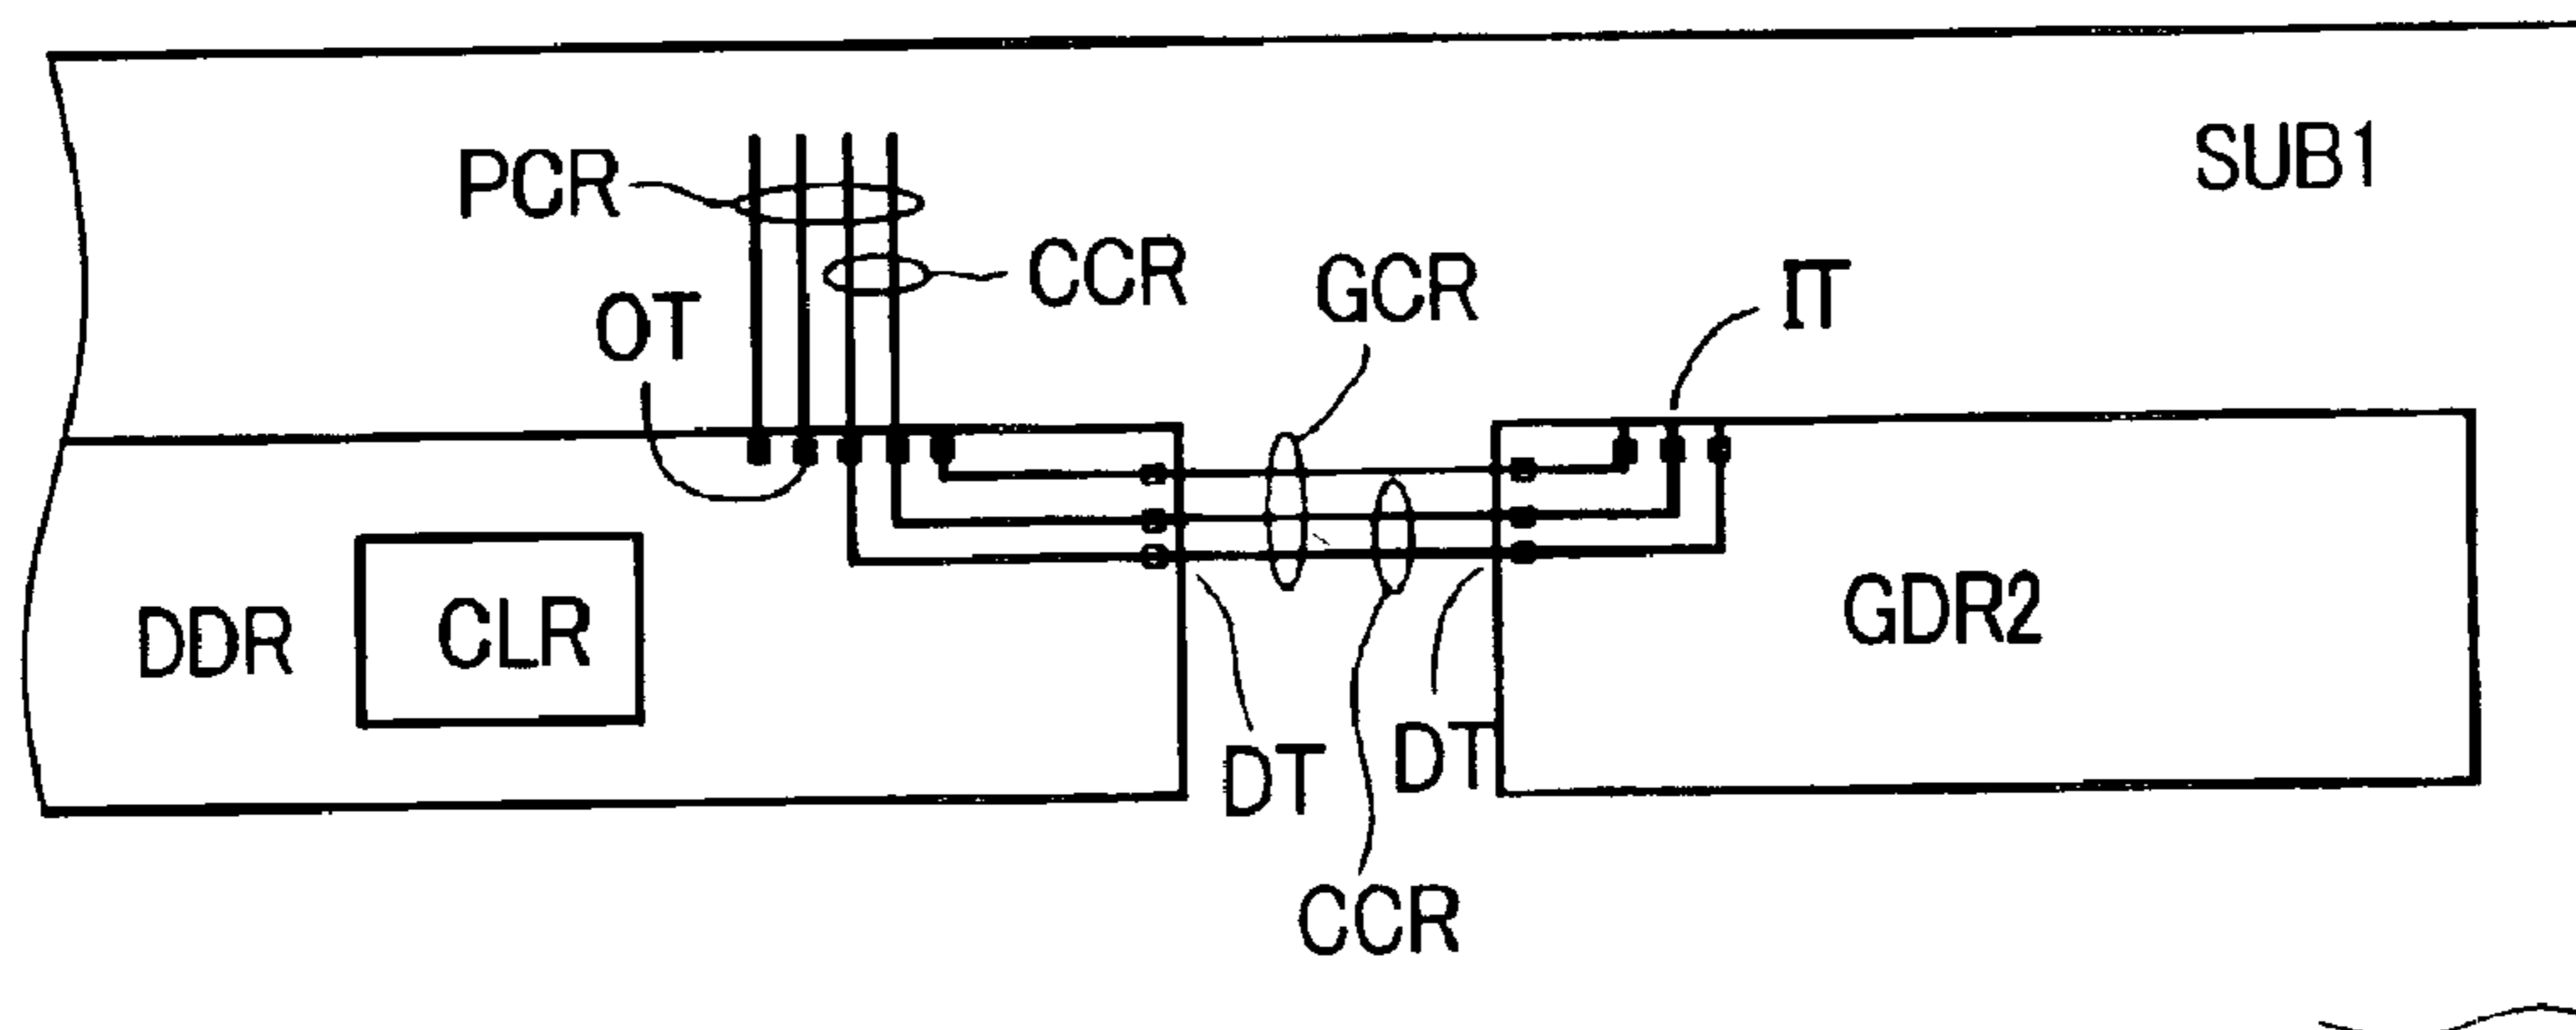 SUB1
PCR
CCR
GCR
IT
OT
DDR
CLR
GDR2
DT
DT
CCR